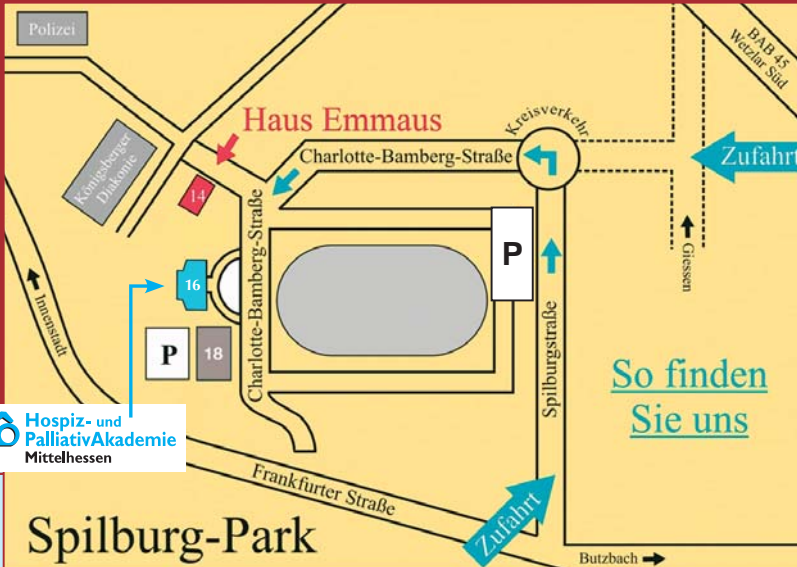 Polizei
BAB 45
Wetzlar Süd
Haus Emmaus
Kreisverkehr
Charlotte-Bamberg-Straße
Zufahrt
Königsberger
Diakonie
14
Charlotte-Bamberg-Straße
P
Giessen
16
Innenstadt
P
18
Spilburgstraße
So finden
Sie uns
Hospiz- und
PalliativAkademie
Mittelhessen
Frankfurter Straße
Zufahrt
Spilburg-Park
Butzbach